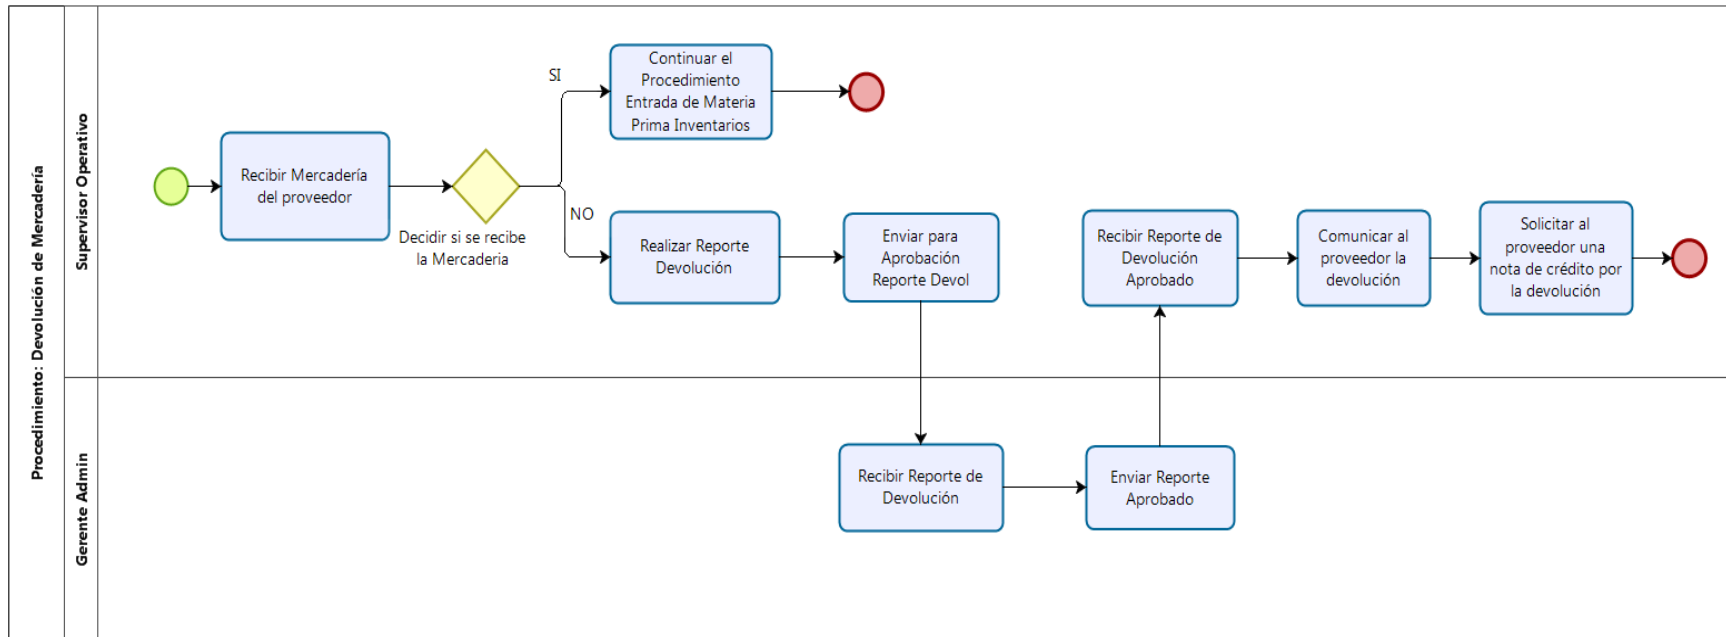 Procedimiento: Devolución de Mercadería
Supervisor Operativo
Recibir Mercadería
del proveedor
Decidir si se recibe
la Mercaderia
SI
Continuar el
Procedimiento
Entrada de Materia
Prima Inventarios
NO
Realizar Reporte
Devolución
Enviar para
Aprobación
Reporte Devol
Recibir Reporte de
Devolución
Aprobado
Comunicar al
proveedor la
devolución
Solicitar al
proveedor una
nota de crédito por
la devolución
Gerente Admin
Recibir Reporte de
Devolución
Enviar Reporte
Aprobado